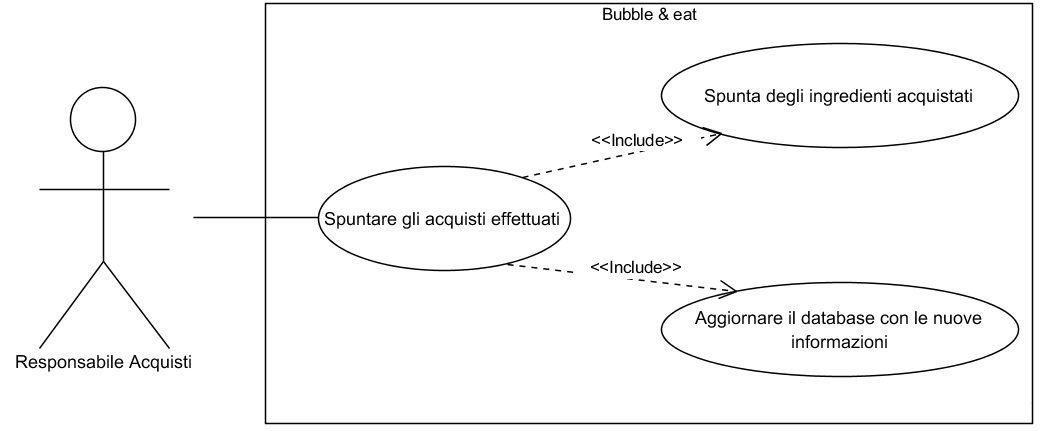 Bubble & eat
Spunta degli ingredienti acquistati
<<Include>>
Spuntare gli acquisti effettuati
<<Include>>
Aggiornare il database con le nuove
informazioni
Responsabile Acquisti